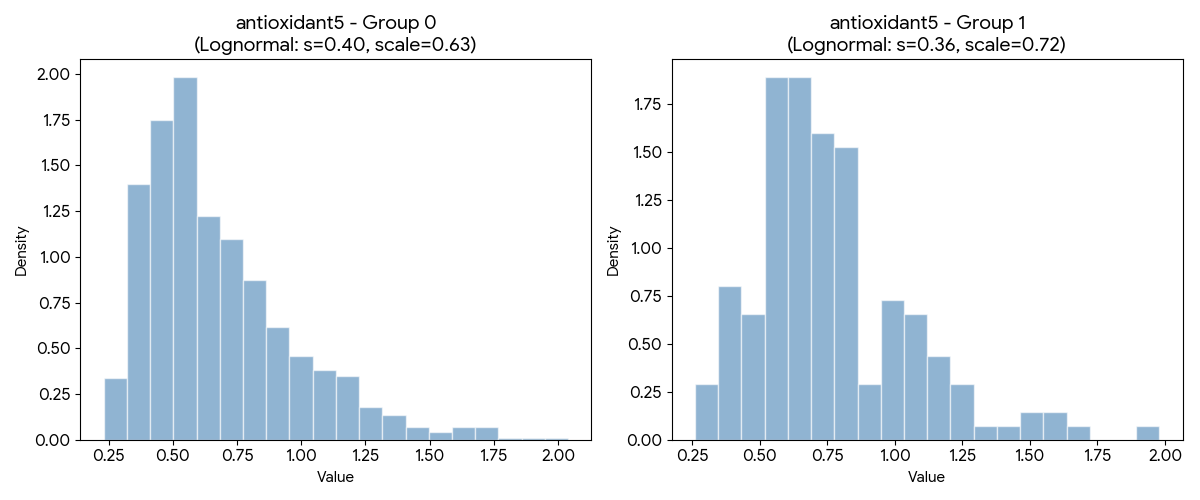 antioxidant5 - Group 0
(Lognormal: s=0.40, scale=0.63)
Density
2.00
1.75
1.50
1.25
1.00
0.75
0.50
0.25
0.00
0.25 0.50 0.75 1.00 1.25 1.50 1.75 2.00
Value
antioxidant5 - Group 1
(Lognormal: s=0.36, scale=0.72)
Density
1.75
1.50
1.25
1.00
0.75
0.50
0.25
0.00
0.25 0.50 0.75 1.00 1.25 1.50 1.75 2.00
Value